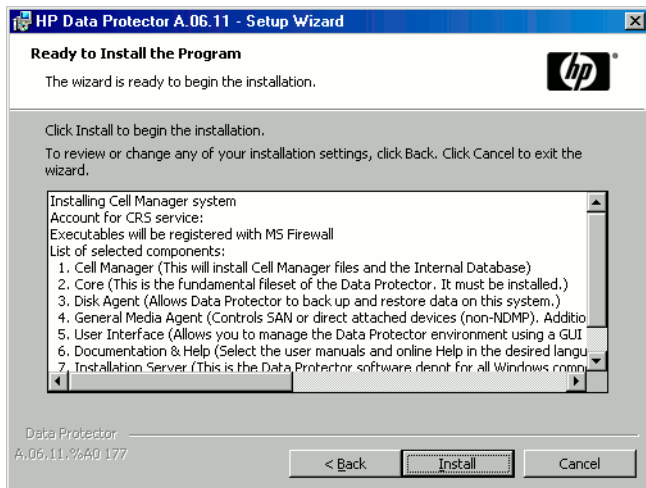 HP Data Protector A.06.11 - Setup Wizard
Ready to Install the Program
The wizard is ready to begin the installation.
hp
Click Install to begin the installation.
To review or change any of your installation settings, click Back. Click Cancel to exit the
wizard.
Installing Cell Manager system
Account for CRS service:
Executables will be registered with MS Firewall
List of selected components:
1. Cell Manager (This will install Cell Manager files and the Internal Database)
2. Core (This is the fundamental fileset of the Data Protector. It must be installed.)
3. Disk Agent (Allows Data Protector to back up and restore data on this system.)
4. General Media Agent (Controls SAN or direct attached devices (non-NDMP). Additio
5. User Interface (Allows you to manage the Data Protector environment using a GUI
6. Documentation & Help (Select the user manuals and online Help in the desired langu
7. Installation Server (This is the Data Protector software depot for all Windows comp
Data Protector
A.06.11.%A0 177
< Back
Install
Cancel